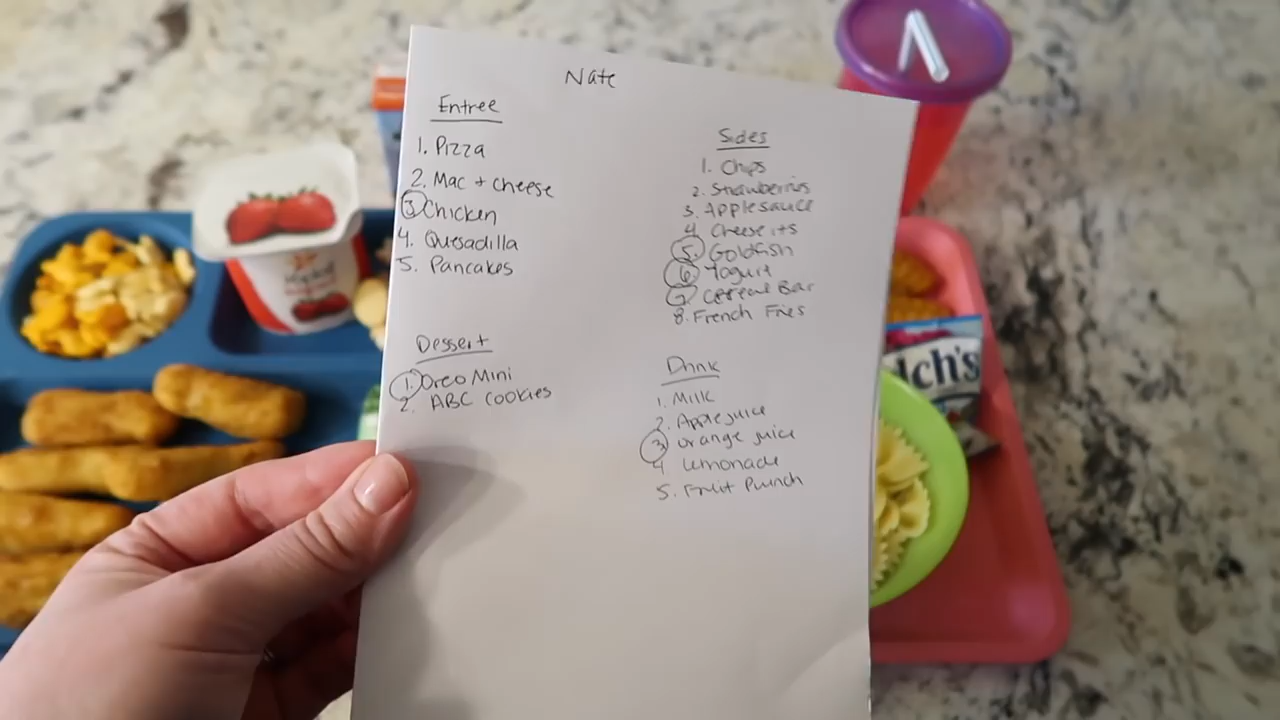 Nate
Entree
1. Pizza
2. Mac + cheese
3 Chicken
4. Quesadilla
5. Pancakes
Dessert
1. Oreo Mini
2. ABC Cookies
Sides
1. Chips
2. Strawberries
3. Applesauce
4 Cheese its
5. Goldfish
6 Yogurt
7 Cereal Bar
8. French Fries
Drink
1. Milk
2. Apple juice
3 orange juice
4 Lemonade
5. Fruit Punch
Yoplait
lch's